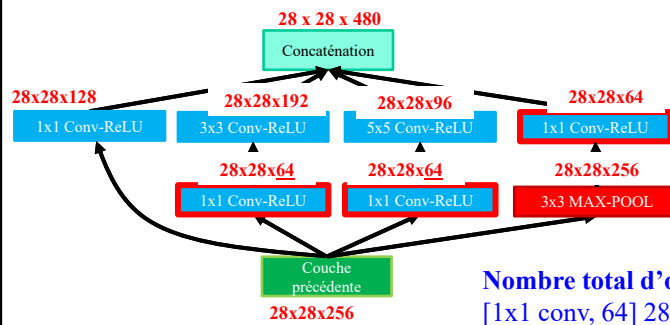 28 x 28 x 480
Concaténation
28x28x128
28x28x192
28x28x96
28x28x64
1x1 Conv-ReLU
3x3 Conv-ReLU
5x5 Conv-ReLU
1x1 Conv-ReLU
28x28x64
28x28x64
28x28x256
1x1 Conv-ReLU
1x1 Conv-ReLU
3x3 MAX-POOL
Couche
précédente
28x28x256
Nombre total d’o
[1x1 conv, 64] 28